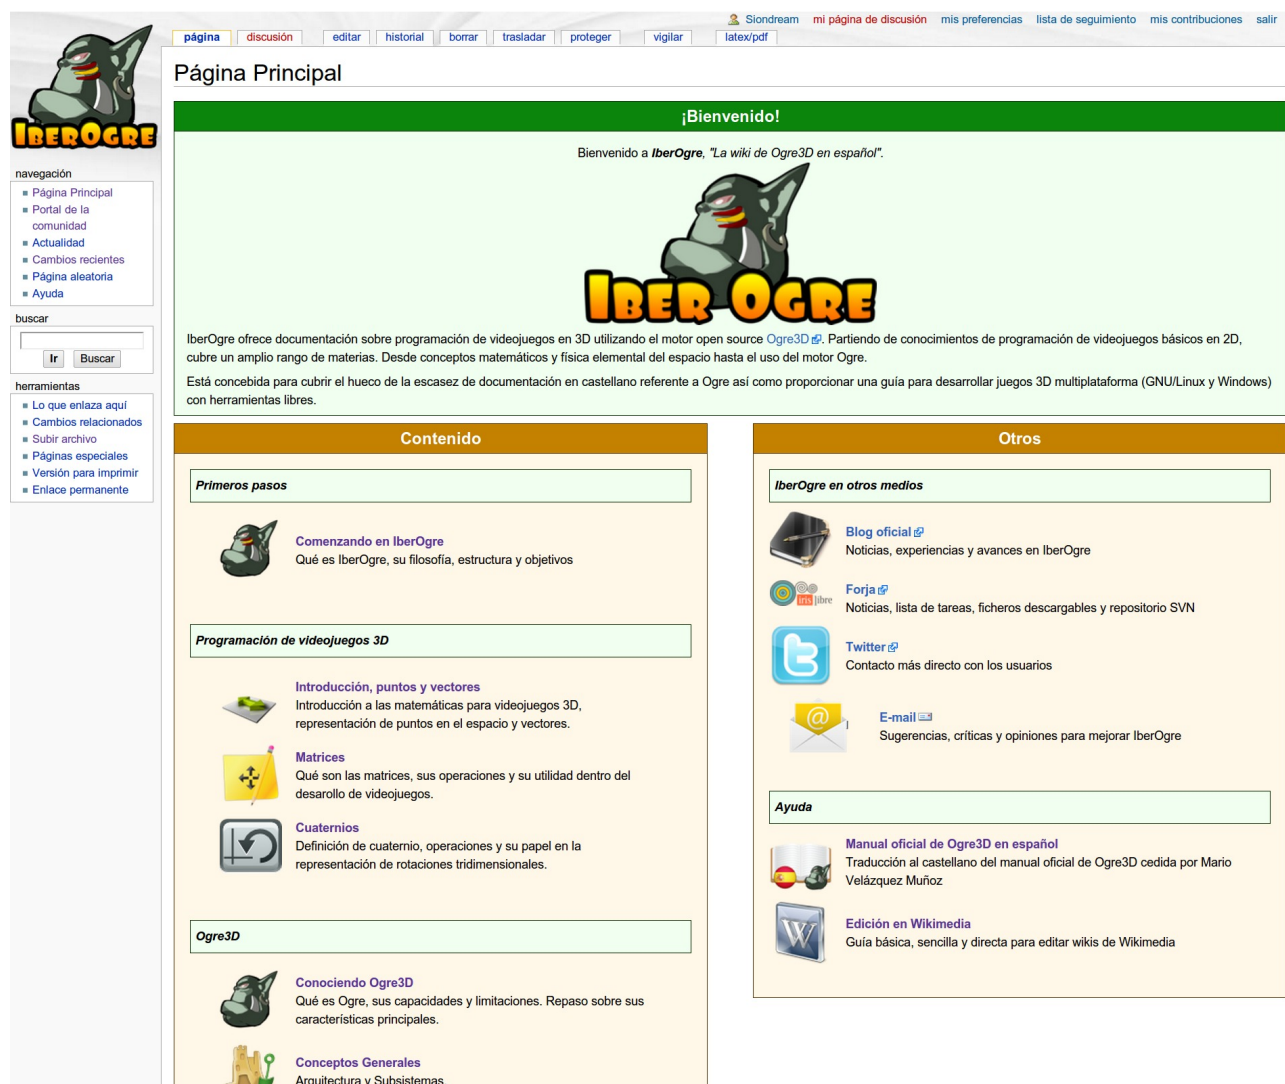 Siondream mi página de discusión mis preferencias lista de seguimiento mis contribuciones salir
página discusión editar historial borrar trasladar proteger vigilar latex/pdf
IBEROGRE
navegación
Página Principal
Portal de la
comunidad
Actualidad
Cambios recientes
Página aleatoria
Ayuda
buscar
Ir Buscar
herramientas
Lo que enlaza aquí
Cambios relacionados
Subir archivo
Páginas especiales
Versión para imprimir
Enlace permanente
Página Principal
¡Bienvenido!
Bienvenido a IberOgre, "La wiki de Ogre3D en español".
IBER OGRE
IberOgre ofrece documentación sobre programación de videojuegos en 3D utilizando el motor open source Ogre3D. Partiendo de conocimientos de programación de videojuegos básicos en 2D,
cubre un amplio rango de materias. Desde conceptos matemáticos y física elemental del espacio hasta el uso del motor Ogre.
Está concebida para cubrir el hueco de la escasez de documentación en castellano referente a Ogre así como proporcionar una guía para desarrollar juegos 3D multiplataforma (GNU/Linux y Windows)
con herramientas libres.
Contenido
Primeros pasos
Comenzando en IberOgre
Qué es IberOgre, su filosofía, estructura y objetivos
Programación de videojuegos 3D
Introducción, puntos y vectores
Introducción a las matemáticas para videojuegos 3D,
representación de puntos en el espacio y vectores.
Matrices
Qué son las matrices, sus operaciones y su utilidad dentro del
desarollo de videojuegos.
Cuaternios
Definición de cuaternio, operaciones y su papel en la
representación de rotaciones tridimensionales.
Ogre3D
Conociendo Ogre3D
Qué es Ogre, sus capacidades y limitaciones. Repaso sobre sus
características principales.
Conceptos Generales
Arquitectura y Subsistemas.
Otros
IberOgre en otros medios
Blog oficial
Noticias, experiencias y avances en IberOgre
iris libre
Forja
Noticias, lista de tareas, ficheros descargables y repositorio SVN
t
Twitter
Contacto más directo con los usuarios
@
E-mail
Sugerencias, críticas y opiniones para mejorar IberOgre
Ayuda
Manual oficial de Ogre3D en español
Traducción al castellano del manual oficial de Ogre3D cedida por Mario
Velázquez Muñoz
W
Edición en Wikimedia
Guía básica, sencilla y directa para editar wikis de Wikimedia